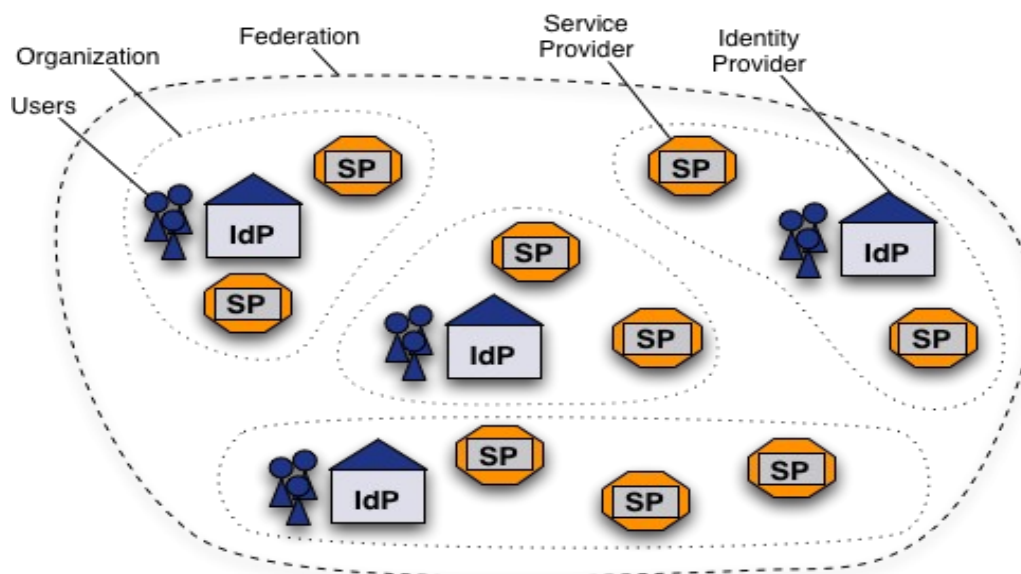 Federation
Service
Provider
Identity
Provider
Organization
Users
SP
SP
IdP
IdP
SP
SP
SP
SP
IdP
SP
IdP
SP
SP
SP